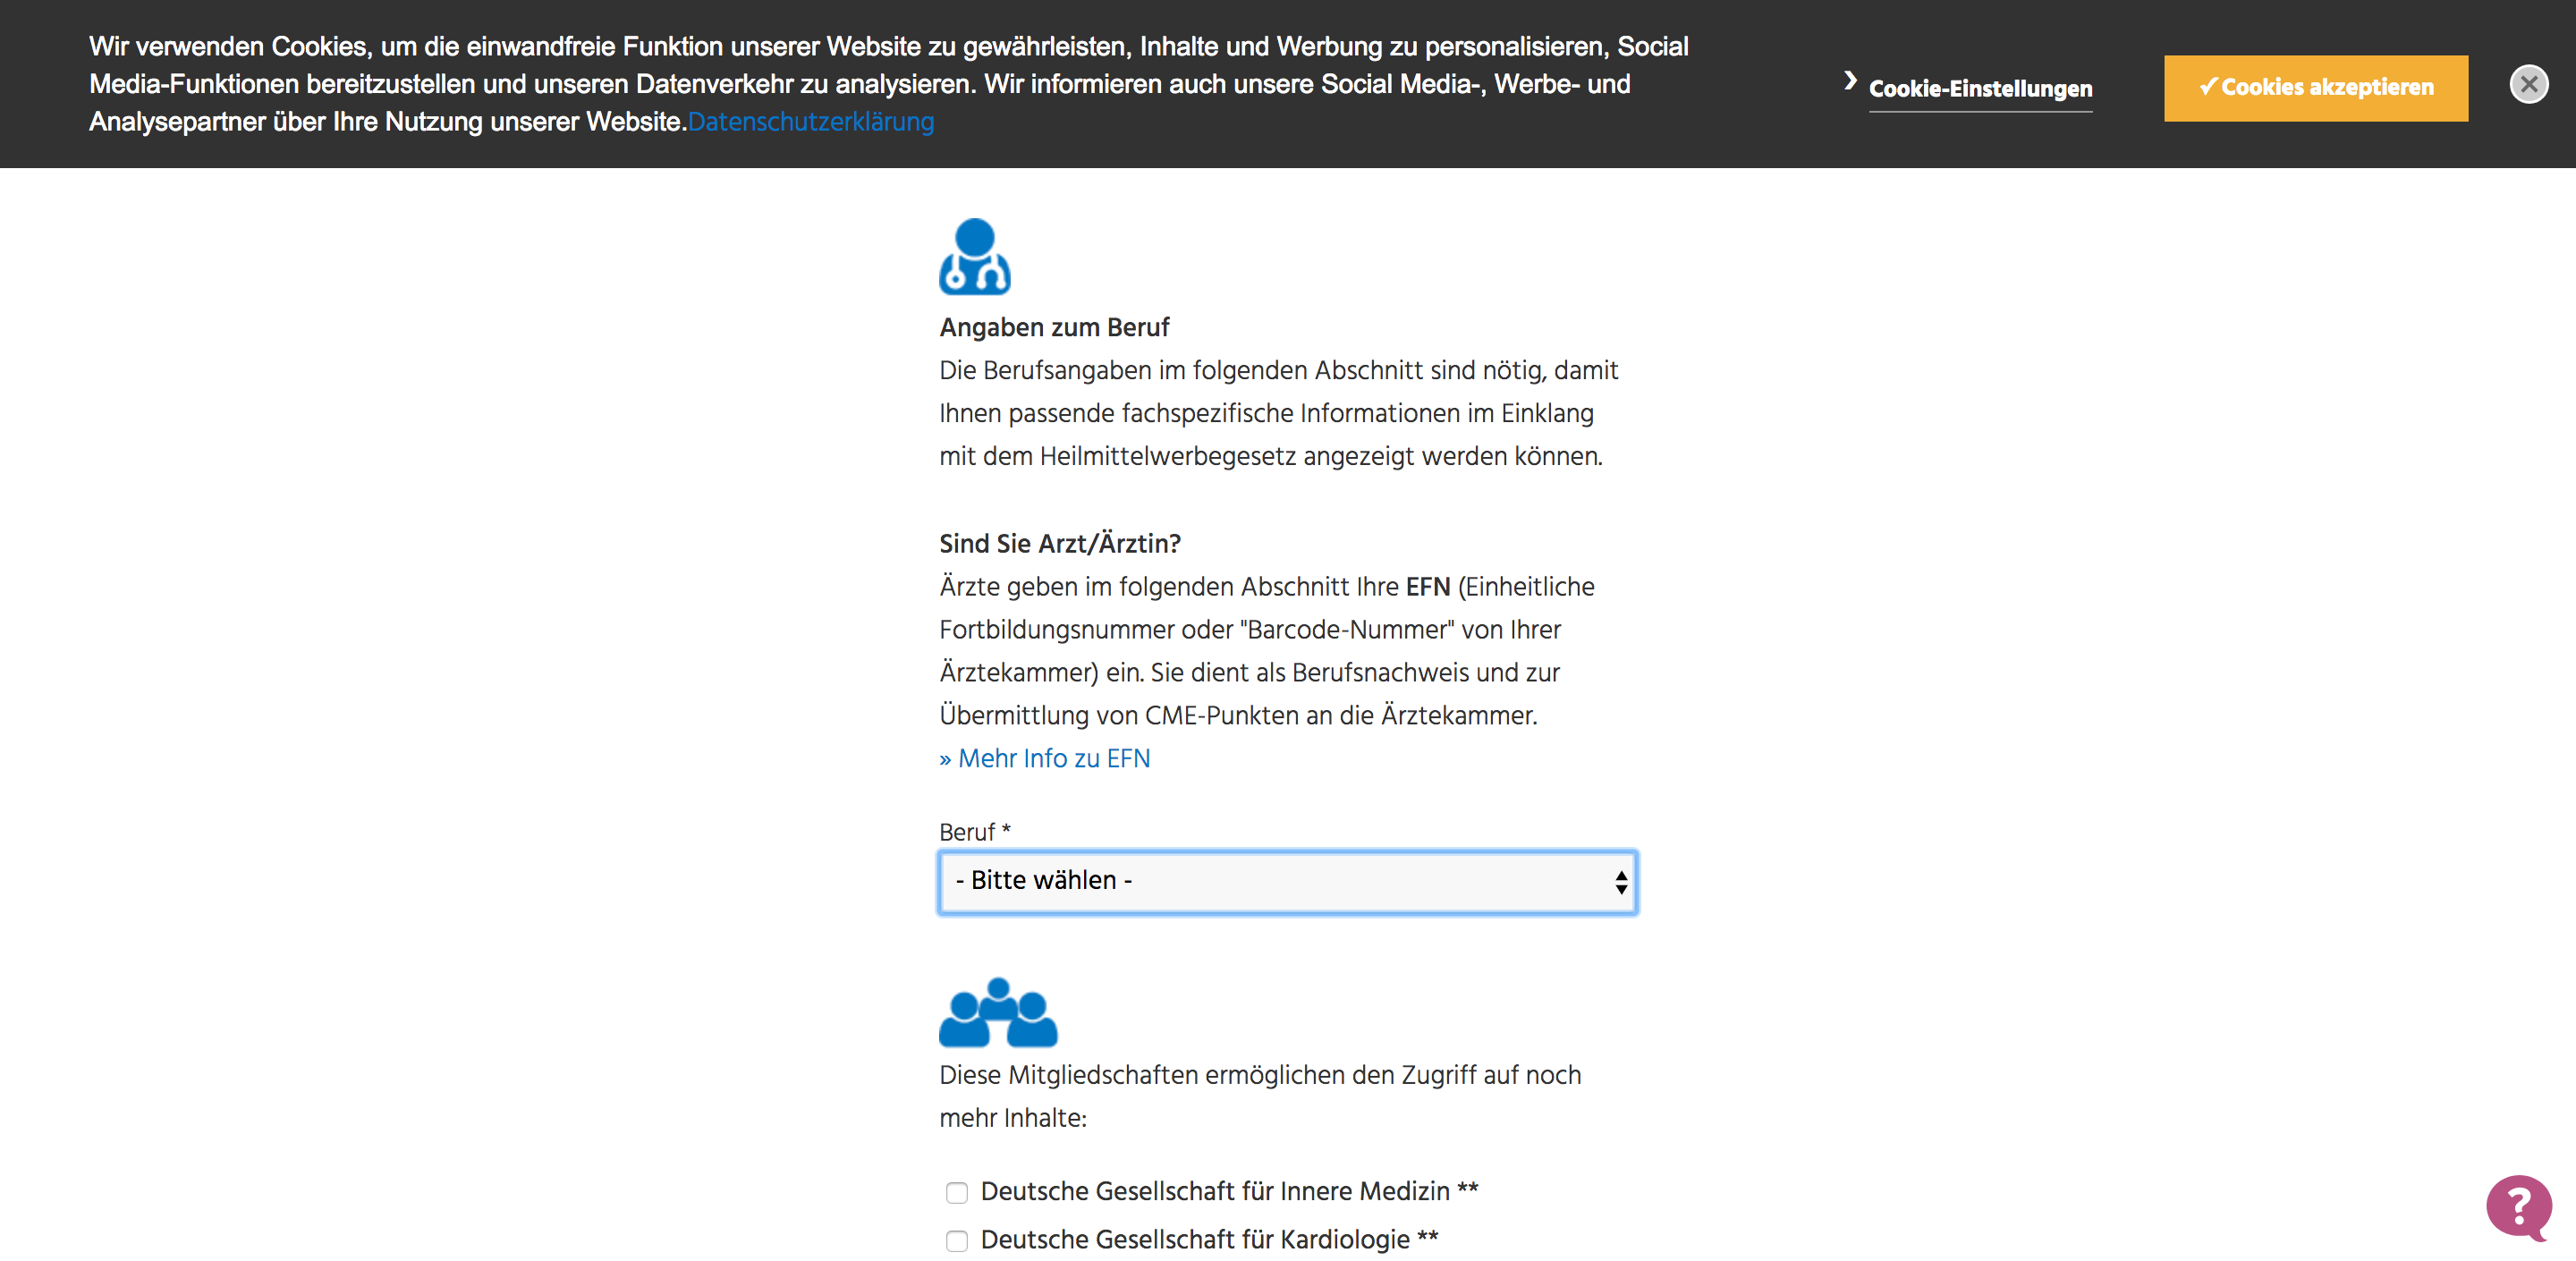 Wir verwenden Cookies, um die einwandfreie Funktion unserer Website zu gewährleisten, Inhalte und Werbung zu personalisieren, Social
Media-Funktionen bereitzustellen und unseren Datenverkehr zu analysieren. Wir informieren auch unsere Social Media-, Werbe- und
Analysepartner über Ihre Nutzung unserer Website.Datenschutzerklärung
Cookie-Einstellungen
✓Cookies akzeptieren
Angaben zum Beruf
Die Berufsangaben im folgenden Abschnitt sind nötig, damit
Ihnen passende fachspezifische Informationen im Einklang
mit dem Heilmittelwerbegesetz angezeigt werden können.
Sind Sie Arzt/Ärztin?
Ärzte geben im folgenden Abschnitt Ihre EFN (Einheitliche
Fortbildungsnummer oder "Barcode-Nummer" von Ihrer
Ärztekammer) ein. Sie dient als Berufsnachweis und zur
Übermittlung von CME-Punkten an die Ärztekammer.
» Mehr Info zu EFN
Beruf *
- Bitte wählen -
Diese Mitgliedschaften ermöglichen den Zugriff auf noch
mehr Inhalte:
Deutsche Gesellschaft für Innere Medizin **
Deutsche Gesellschaft für Kardiologie **
?